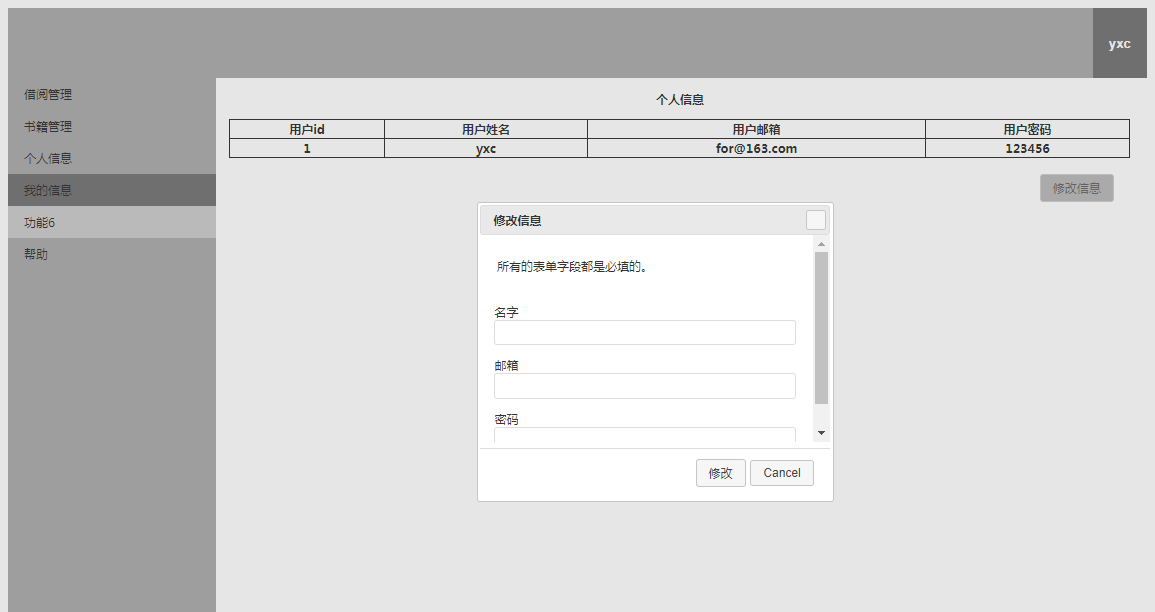 yxc
借阅管理
书籍管理
个人信息
我的信息
功能6
帮助
个人信息
用户id 用户姓名 用户邮箱 用户密码
1 yxc for@163.com 123456
修改信息
修改信息
所有的表单字段都是必填的。
名字
邮箱
密码
修改 Cancel